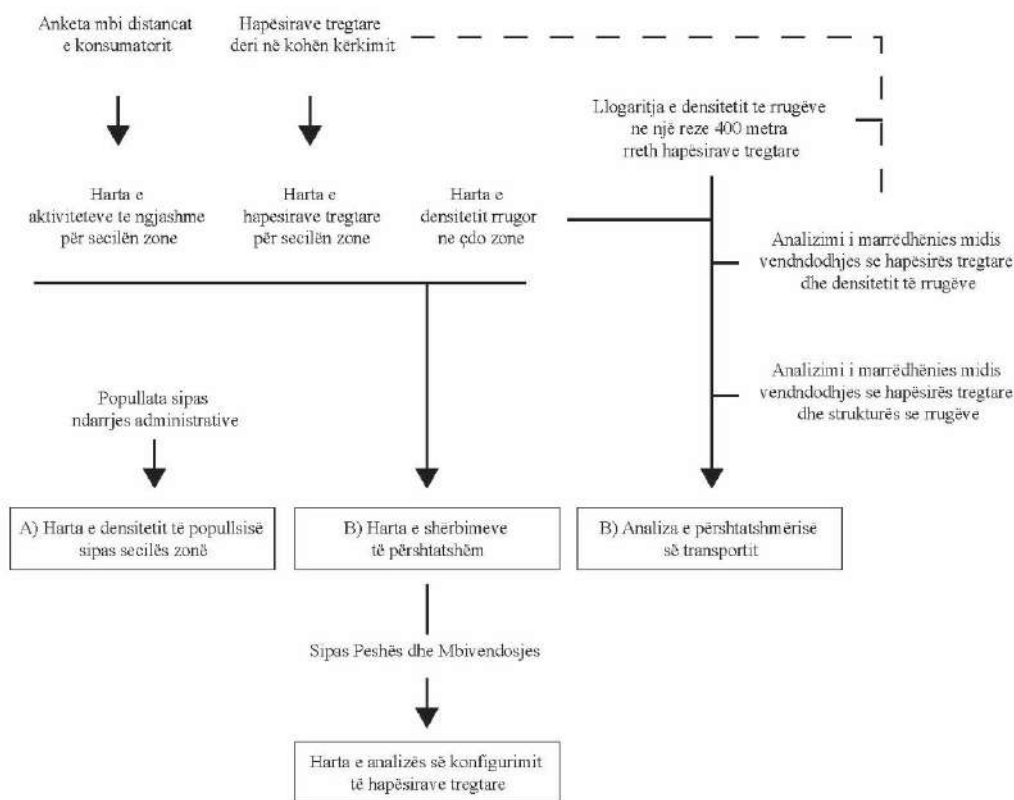 Anketa mbi distancat
e konsumatorit
Hapësirave tregtare
deri në kohën kërkimit
Llogaritja e densitetit te rrugëve
ne një reze 400 metra
rreth hapësirave tregtare
Harta e
aktiviteteve te ngjashme
për secilën zone
Harta e
hapesirave tregtare
për secilën zone
Harta e
densitetit rrugor
ne çdo zone
Analizimi i marrëdhënies midis
vendndodhjes se hapësirës tregtare
dhe densitetit të rrugëve
Analizimi i marrëdhënies midis
vendndodhjes se hapësirës tregtare
dhe strukturës se rrugëve
Popullata sipas
ndarrjes administrative
A) Harta e densitetit të popullsisë
sipas secilës zonë
B) Harta e shërbimeve
të përshtatshëm
B) Analiza e përshtatshmërisë
së transportit
Sipas Peshës dhe Mbivendosjes
Harta e analizës së konfigurimit
të hapësirave tregtare